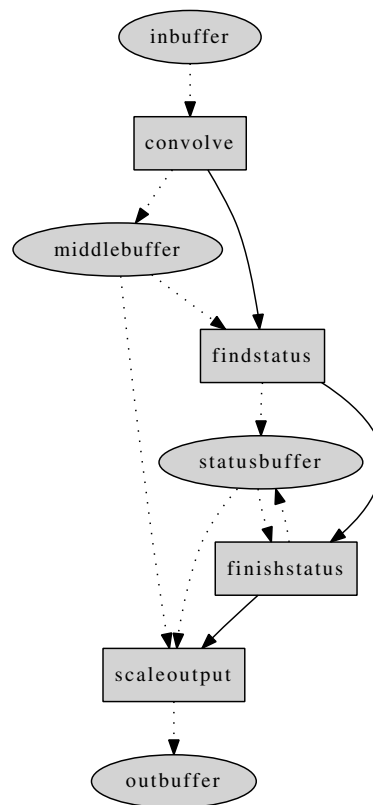 inbuffer
convolve
middlebuffer
findstatus
statusbuffer
finishstatus
scaleoutput
outbuffer